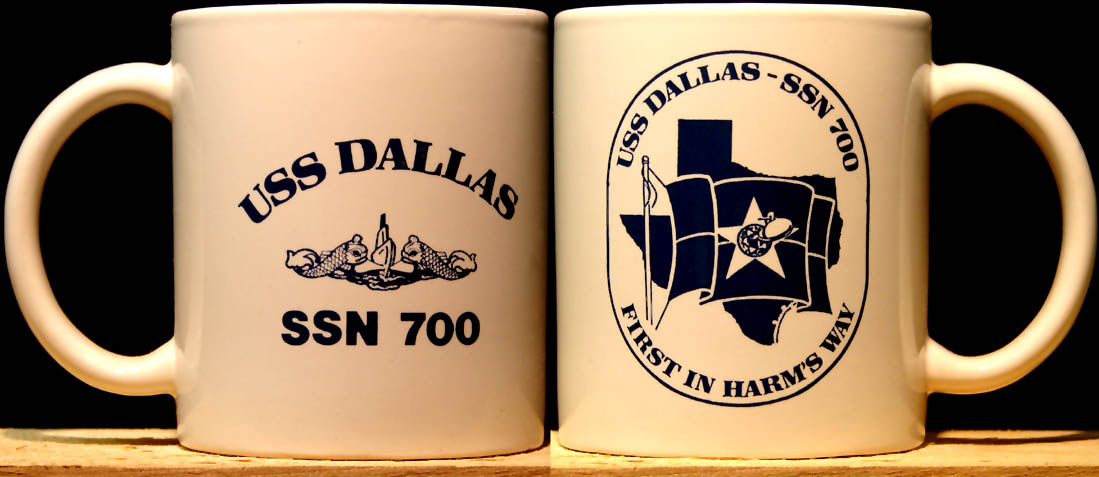 USS DALLAS
SSN 700
USS DALLAS - SSN 700
FIRST IN HARM'S WAY